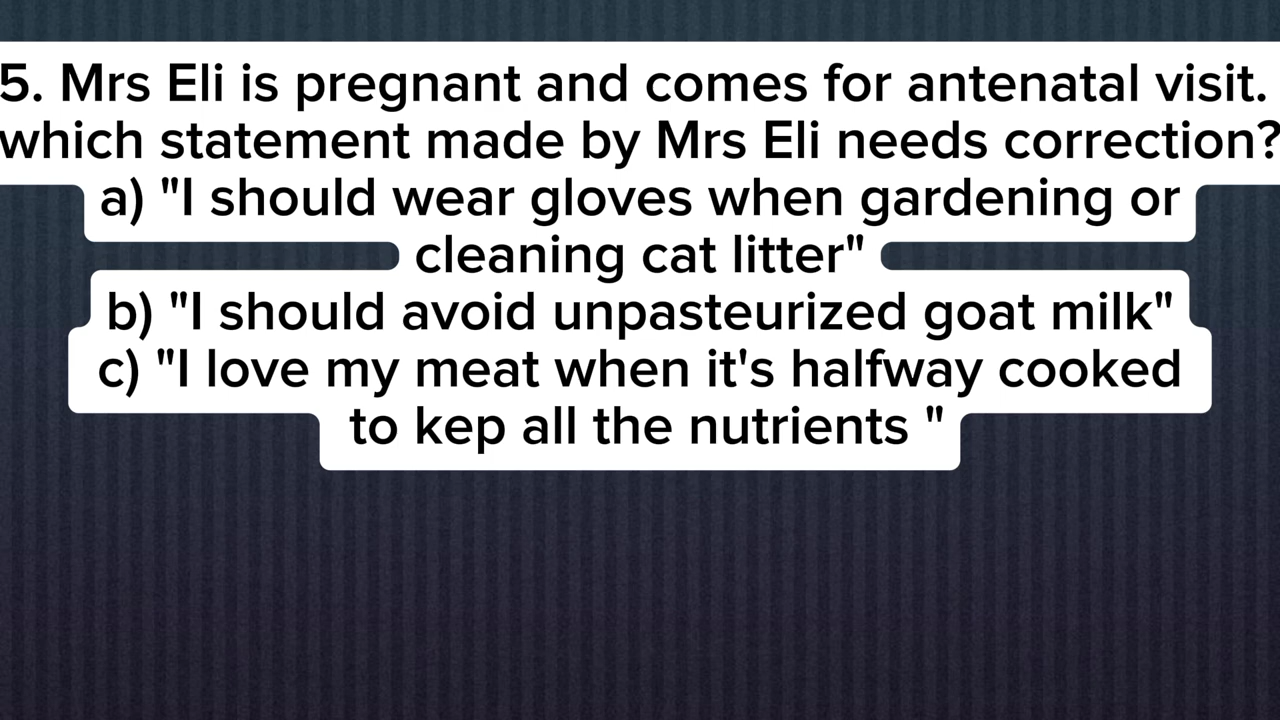 5. Mrs Eli is pregnant and comes for antenatal visit.
which statement made by Mrs Eli needs correction?
a) "I should wear gloves when gardening or
cleaning cat litter"
b) "I should avoid unpasteurized goat milk"
c) "I love my meat when it's halfway cooked
to kep all the nutrients "